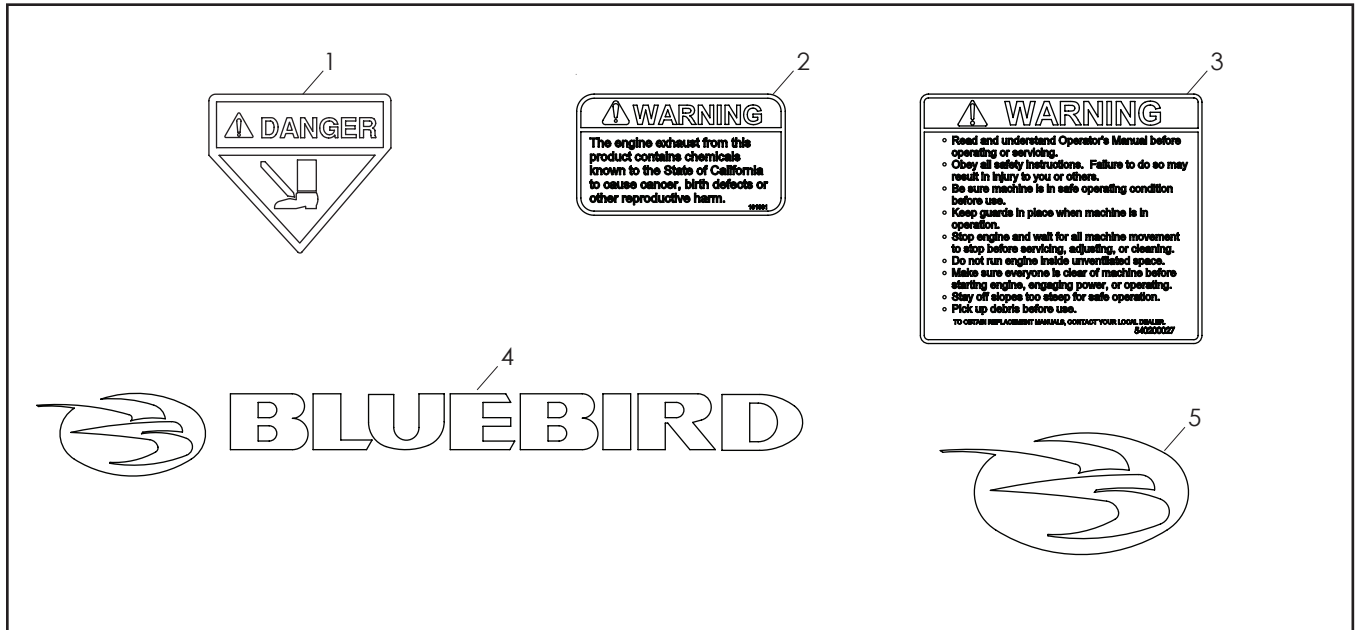 1
DANGER
2
WARNING
The engine exhaust from this
product contains chemicals
known to the State of California
to cause cancer, birth defects or
other reproductive harm.
3
WARNING
Read and understand Operator's Manual before
operating or servicing.
Obey all safety instructions. Failure to do so may
result in injury to you or others.
Be sure machine is in safe operating condition
before use.
Keep guards in place when machine is in
operation.
Stop engine and wait for all machine movement
to stop before servicing, adjusting, or cleaning.
Do not run engine inside unventilated space.
Make sure everyone is clear of machine before
starting engine, engaging power, or operating.
Stay off slopes too steep for safe operation.
Pick up debris before use.
TO OBTAIN REPLACEMENT MANUALS, CONTACT YOUR LOCAL DEALER.
540200027
4
BLUEBIRD
5